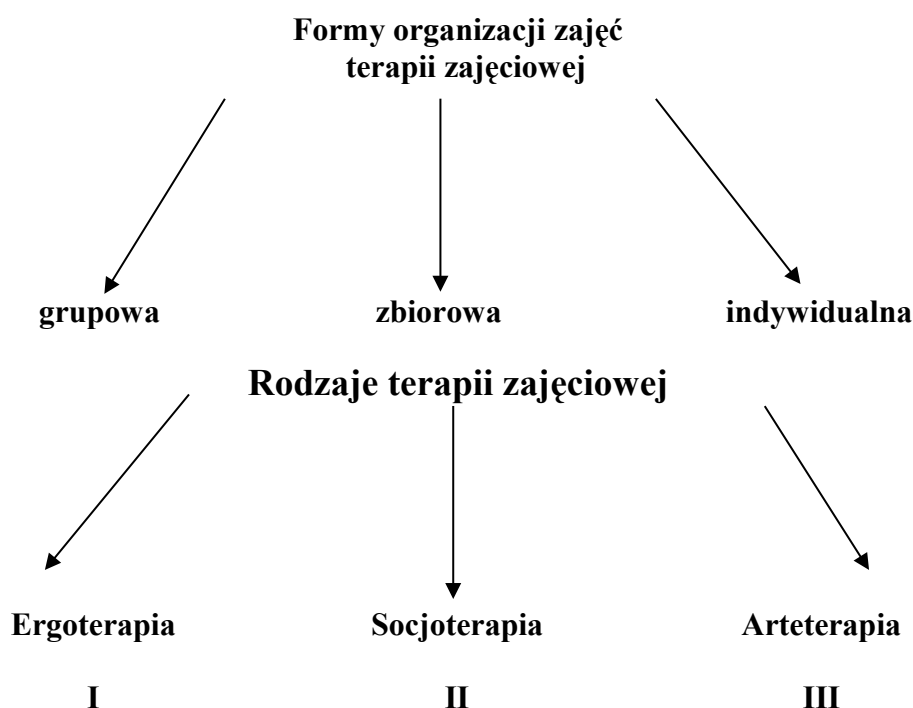 Formy organizacji zajęć
terapii zajęciowej
grupowa zbiorowa indywidualna
Rodzaje terapii zajęciowej
Ergoterapia Socjoterapia Arteterapia
I II III